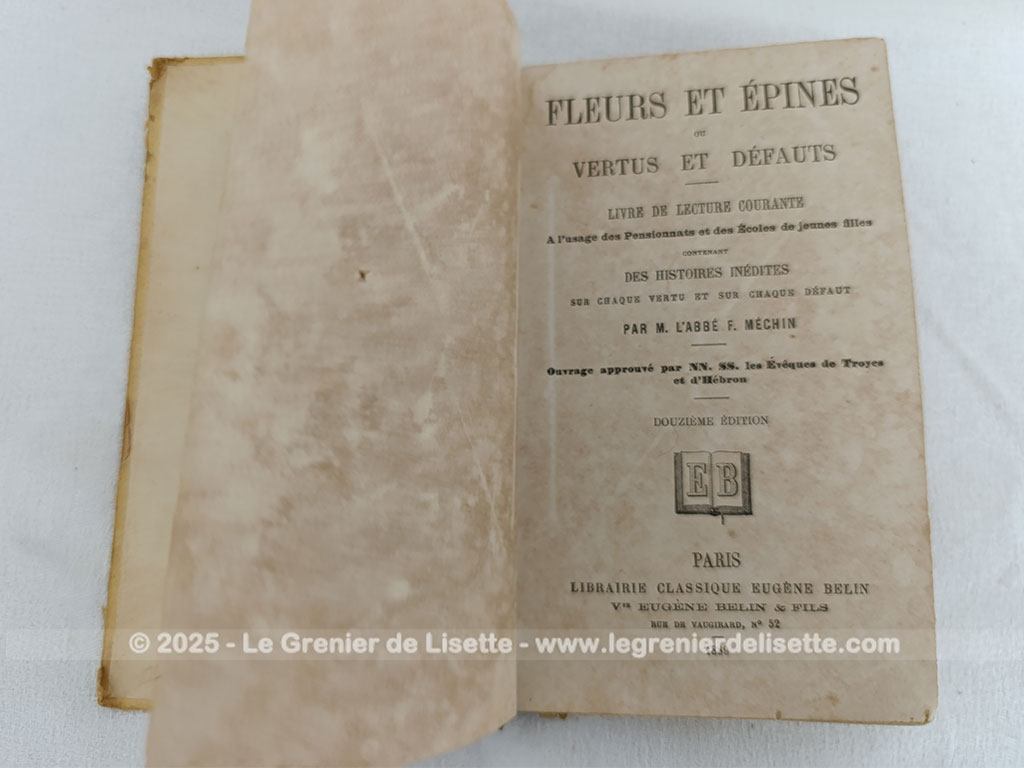 FLEURS ET ÉPINES
OU
VERTUS ET DÉFAUTS
LIVRE DE LECTURE COURANTE
A l'usage des Pensionnats et des Écoles de jeunes filles
CONTENANT
DES HISTOIRES INÉDITES
SUR CHAQUE VERTU ET SUR CHAQUE DÉFAUT
PAR M. L'ABBÉ F. MÉCHIN
Ouvrage approuvé par NN. SS. les Évêques de Troyes
et d'Hébron
DOUZIÈME ÉDITION
EB
PARIS
LIBRAIRIE CLASSIQUE EUGÈNE BELIN
Vve EUGÈNE BELIN & FILS
RUE DE VAUGIRARD, No 52
© 2025 - Le Grenier de Lisette - www.legrenierdelisette.com